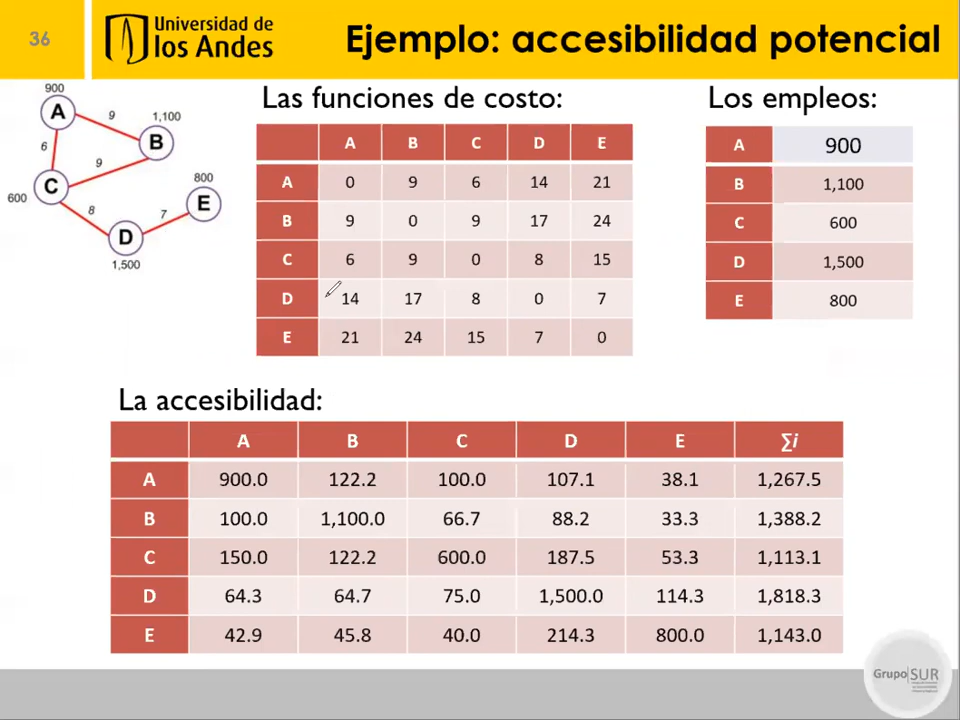 36
Universidad de
los Andes
Ejemplo: accesibilidad potencial
Las funciones de costo:
Los empleos:
900
A
9
1,100
B
6
9
C
600
800
E
8
7
D
1,500
A B C D E
A 0 9 6 14 21
B 9 0 9 17 24
C 6 9 0 8 15
D 14 17 8 0 7
E 21 24 15 7 0
A 900
B 1,100
C 600
D 1,500
E 800
La accesibilidad:
A B C D E ∑i
A 900.0 122.2 100.0 107.1 38.1 1,267.5
B 100.0 1,100.0 66.7 88.2 33.3 1,388.2
C 150.0 122.2 600.0 187.5 53.3 1,113.1
D 64.3 64.7 75.0 1,500.0 114.3 1,818.3
E 42.9 45.8 40.0 214.3 800.0 1,143.0
Grupo|SUR